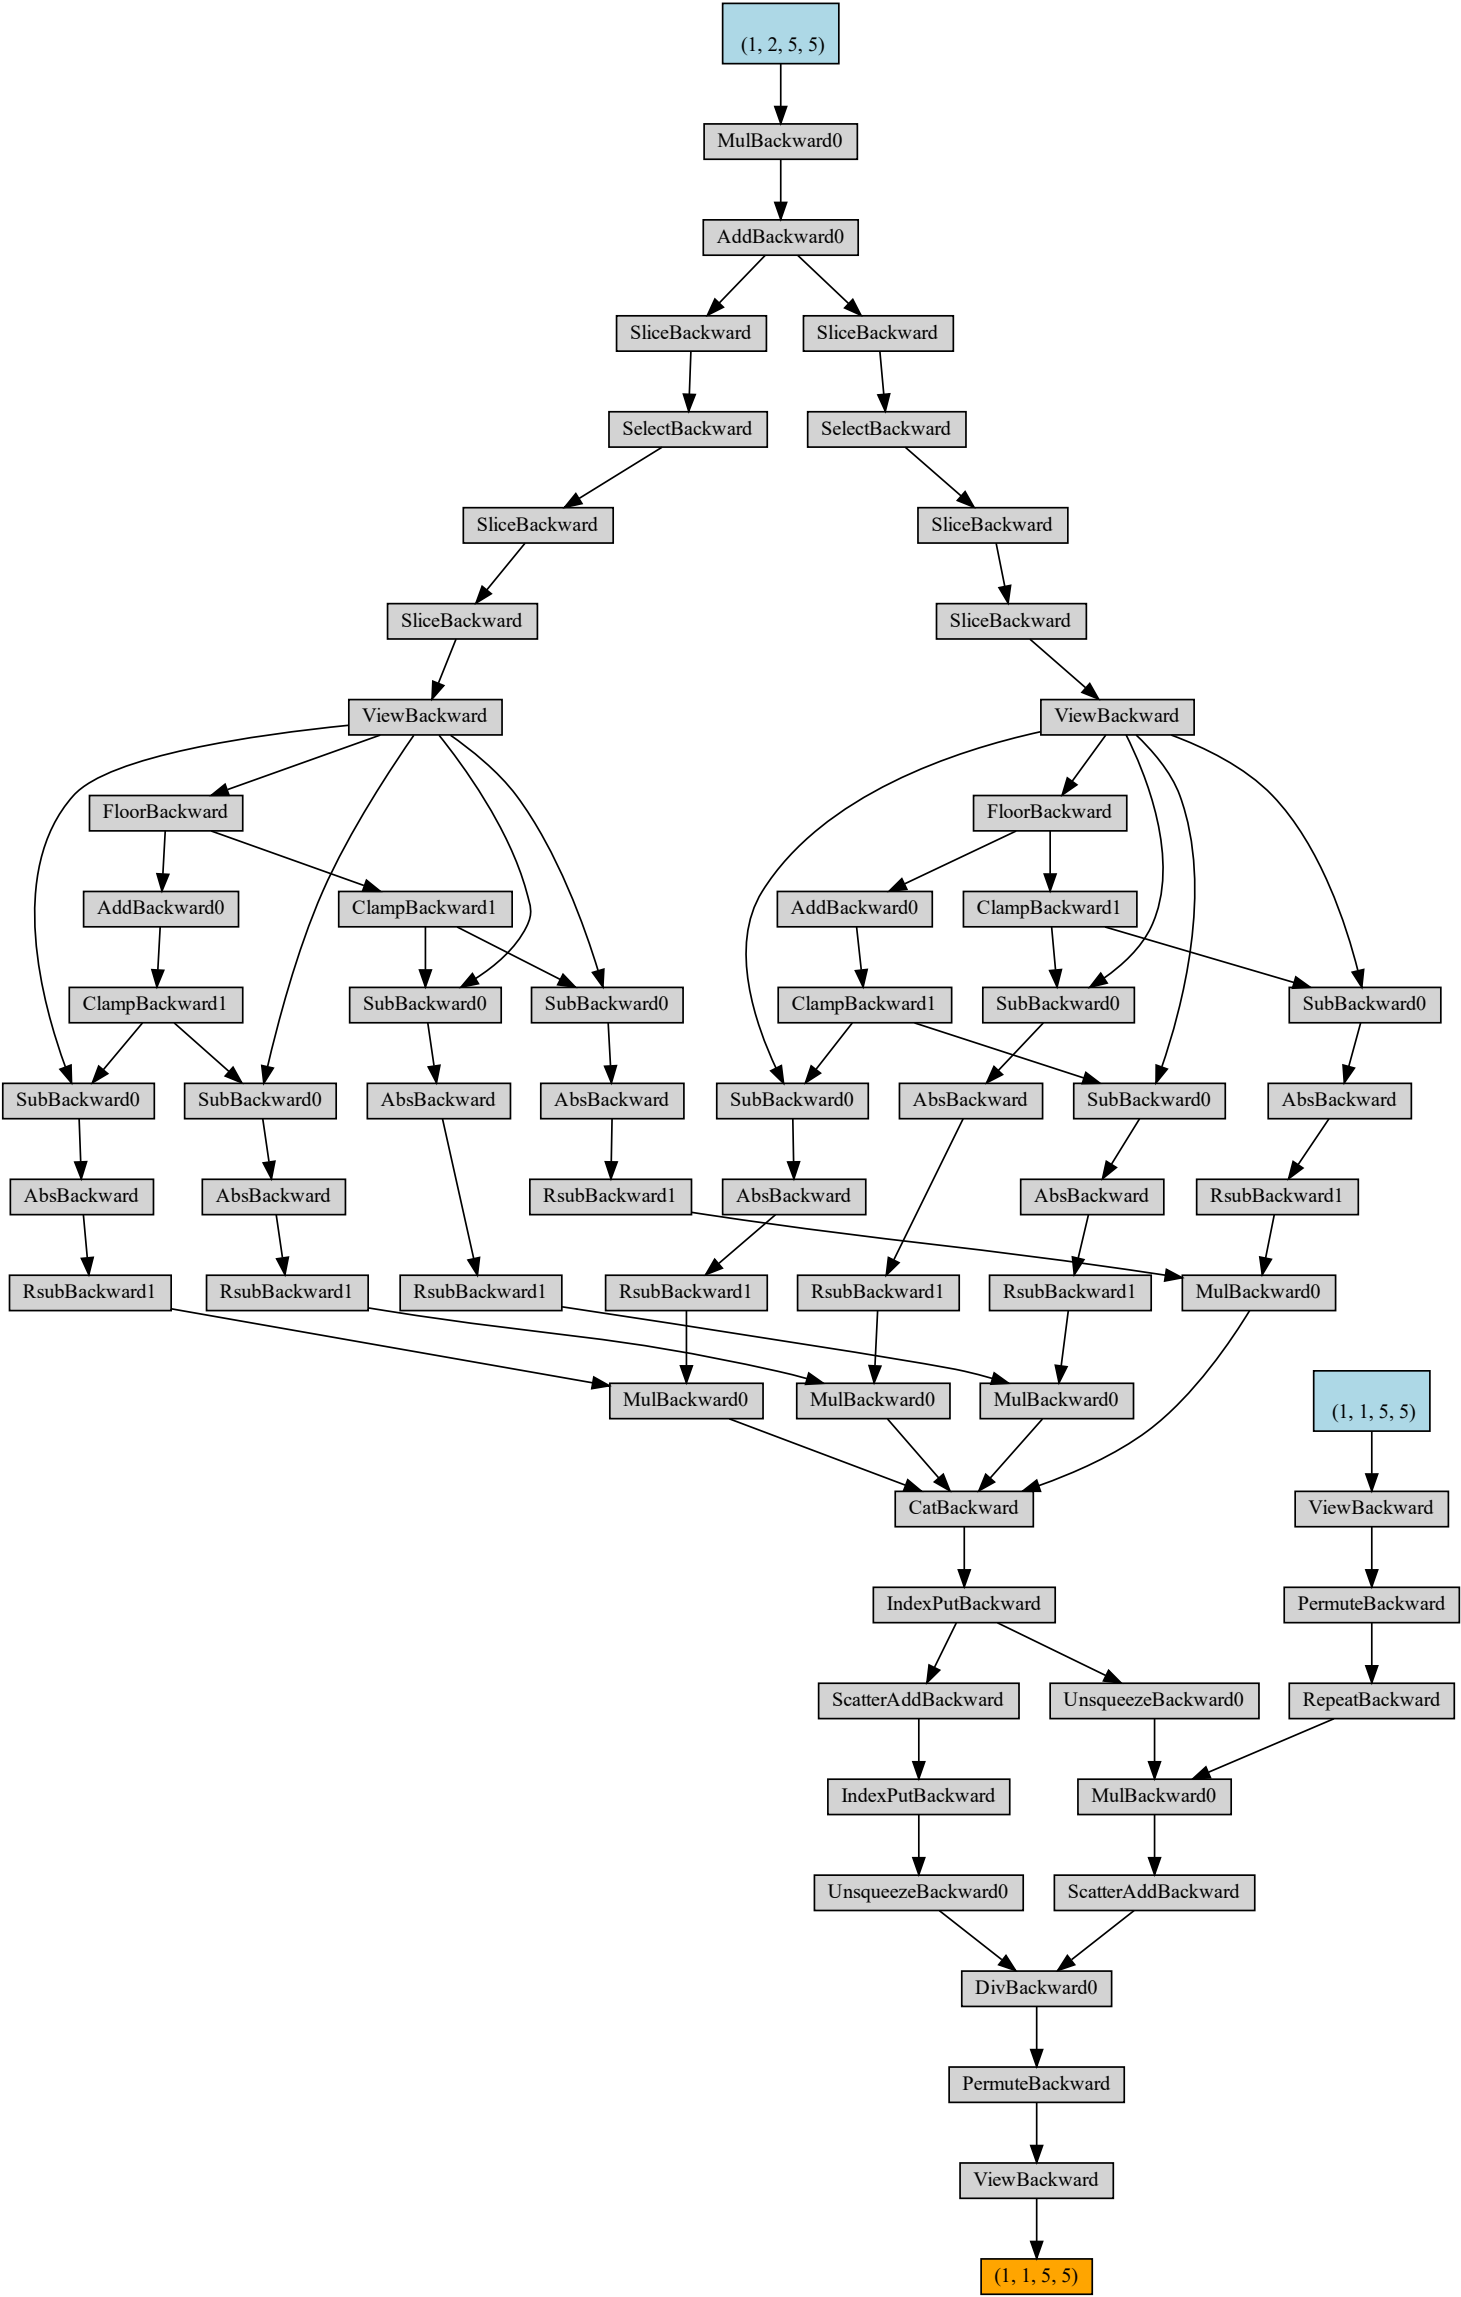 (1, 2, 5, 5)
MulBackward0
AddBackward0
SliceBackward
SliceBackward
SelectBackward
SelectBackward
SliceBackward
SliceBackward
SliceBackward
SliceBackward
ViewBackward
ViewBackward
FloorBackward
FloorBackward
AddBackward0
ClampBackward1
AddBackward0
ClampBackward1
ClampBackward1
SubBackward0
SubBackward0
ClampBackward1
SubBackward0
SubBackward0
SubBackward0
SubBackward0
AbsBackward
AbsBackward
SubBackward0
AbsBackward
SubBackward0
AbsBackward
AbsBackward
AbsBackward
RsubBackward1
AbsBackward
AbsBackward
RsubBackward1
RsubBackward1
RsubBackward1
RsubBackward1
RsubBackward1
RsubBackward1
RsubBackward1
MulBackward0
MulBackward0
MulBackward0
MulBackward0
(1, 1, 5, 5)
CatBackward
ViewBackward
IndexPutBackward
PermuteBackward
ScatterAddBackward
UnsqueezeBackward0
RepeatBackward
IndexPutBackward
MulBackward0
UnsqueezeBackward0
ScatterAddBackward
DivBackward0
PermuteBackward
ViewBackward
(1, 1, 5, 5)